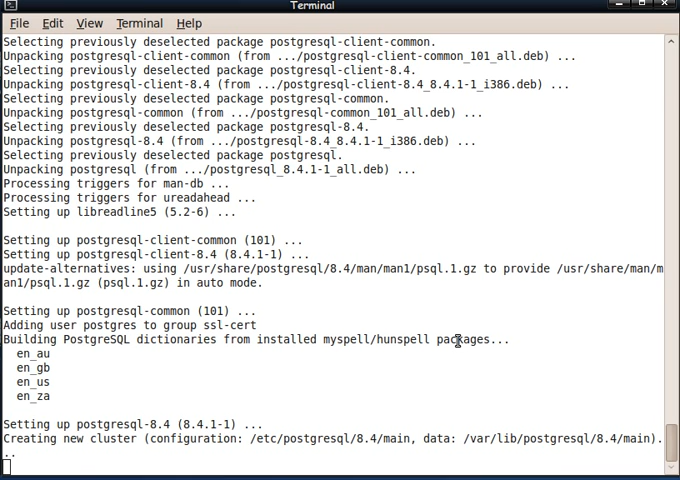 Terminal
File Edit View Terminal Help
Selecting previously deselected package postgresql-client-common.
Unpacking postgresql-client-common (from .../postgresql-client-common_101_all.deb) ...
Selecting previously deselected package postgresql-client-8.4.
Unpacking postgresql-client-8.4 (from .../postgresql-client-8.4_8.4.1-1_i386.deb) ...
Selecting previously deselected package postgresql-common.
Unpacking postgresql-common (from .../postgresql-common_101_all.deb) ...
Selecting previously deselected package postgresql-8.4.
Unpacking postgresql-8.4 (from .../postgresql-8.4_8.4.1-1_i386.deb) ...
Selecting previously deselected package postgresql.
Unpacking postgresql (from .../postgresql_8.4.1-1_all.deb) ...
Processing triggers for man-db ...
Processing triggers for ureadahead ...
Setting up libreadline5 (5.2-6) ...
Setting up postgresql-client-common (101) ...
Setting up postgresql-client-8.4 (8.4.1-1) ...
update-alternatives: using /usr/share/postgresql/8.4/man/man1/psql.1.gz to provide /usr/share/man/m
an1/psql.1.gz (psql.1.gz) in auto mode.
Setting up postgresql-common (101) ...
Adding user postgres to group ssl-cert
Building PostgreSQL dictionaries from installed myspell/hunspell packages...
en_au
en_gb
en_us
en_za
Setting up postgresql-8.4 (8.4.1-1) ...
Creating new cluster (configuration: /etc/postgresql/8.4/main, data: /var/lib/postgresql/8.4/main).
..